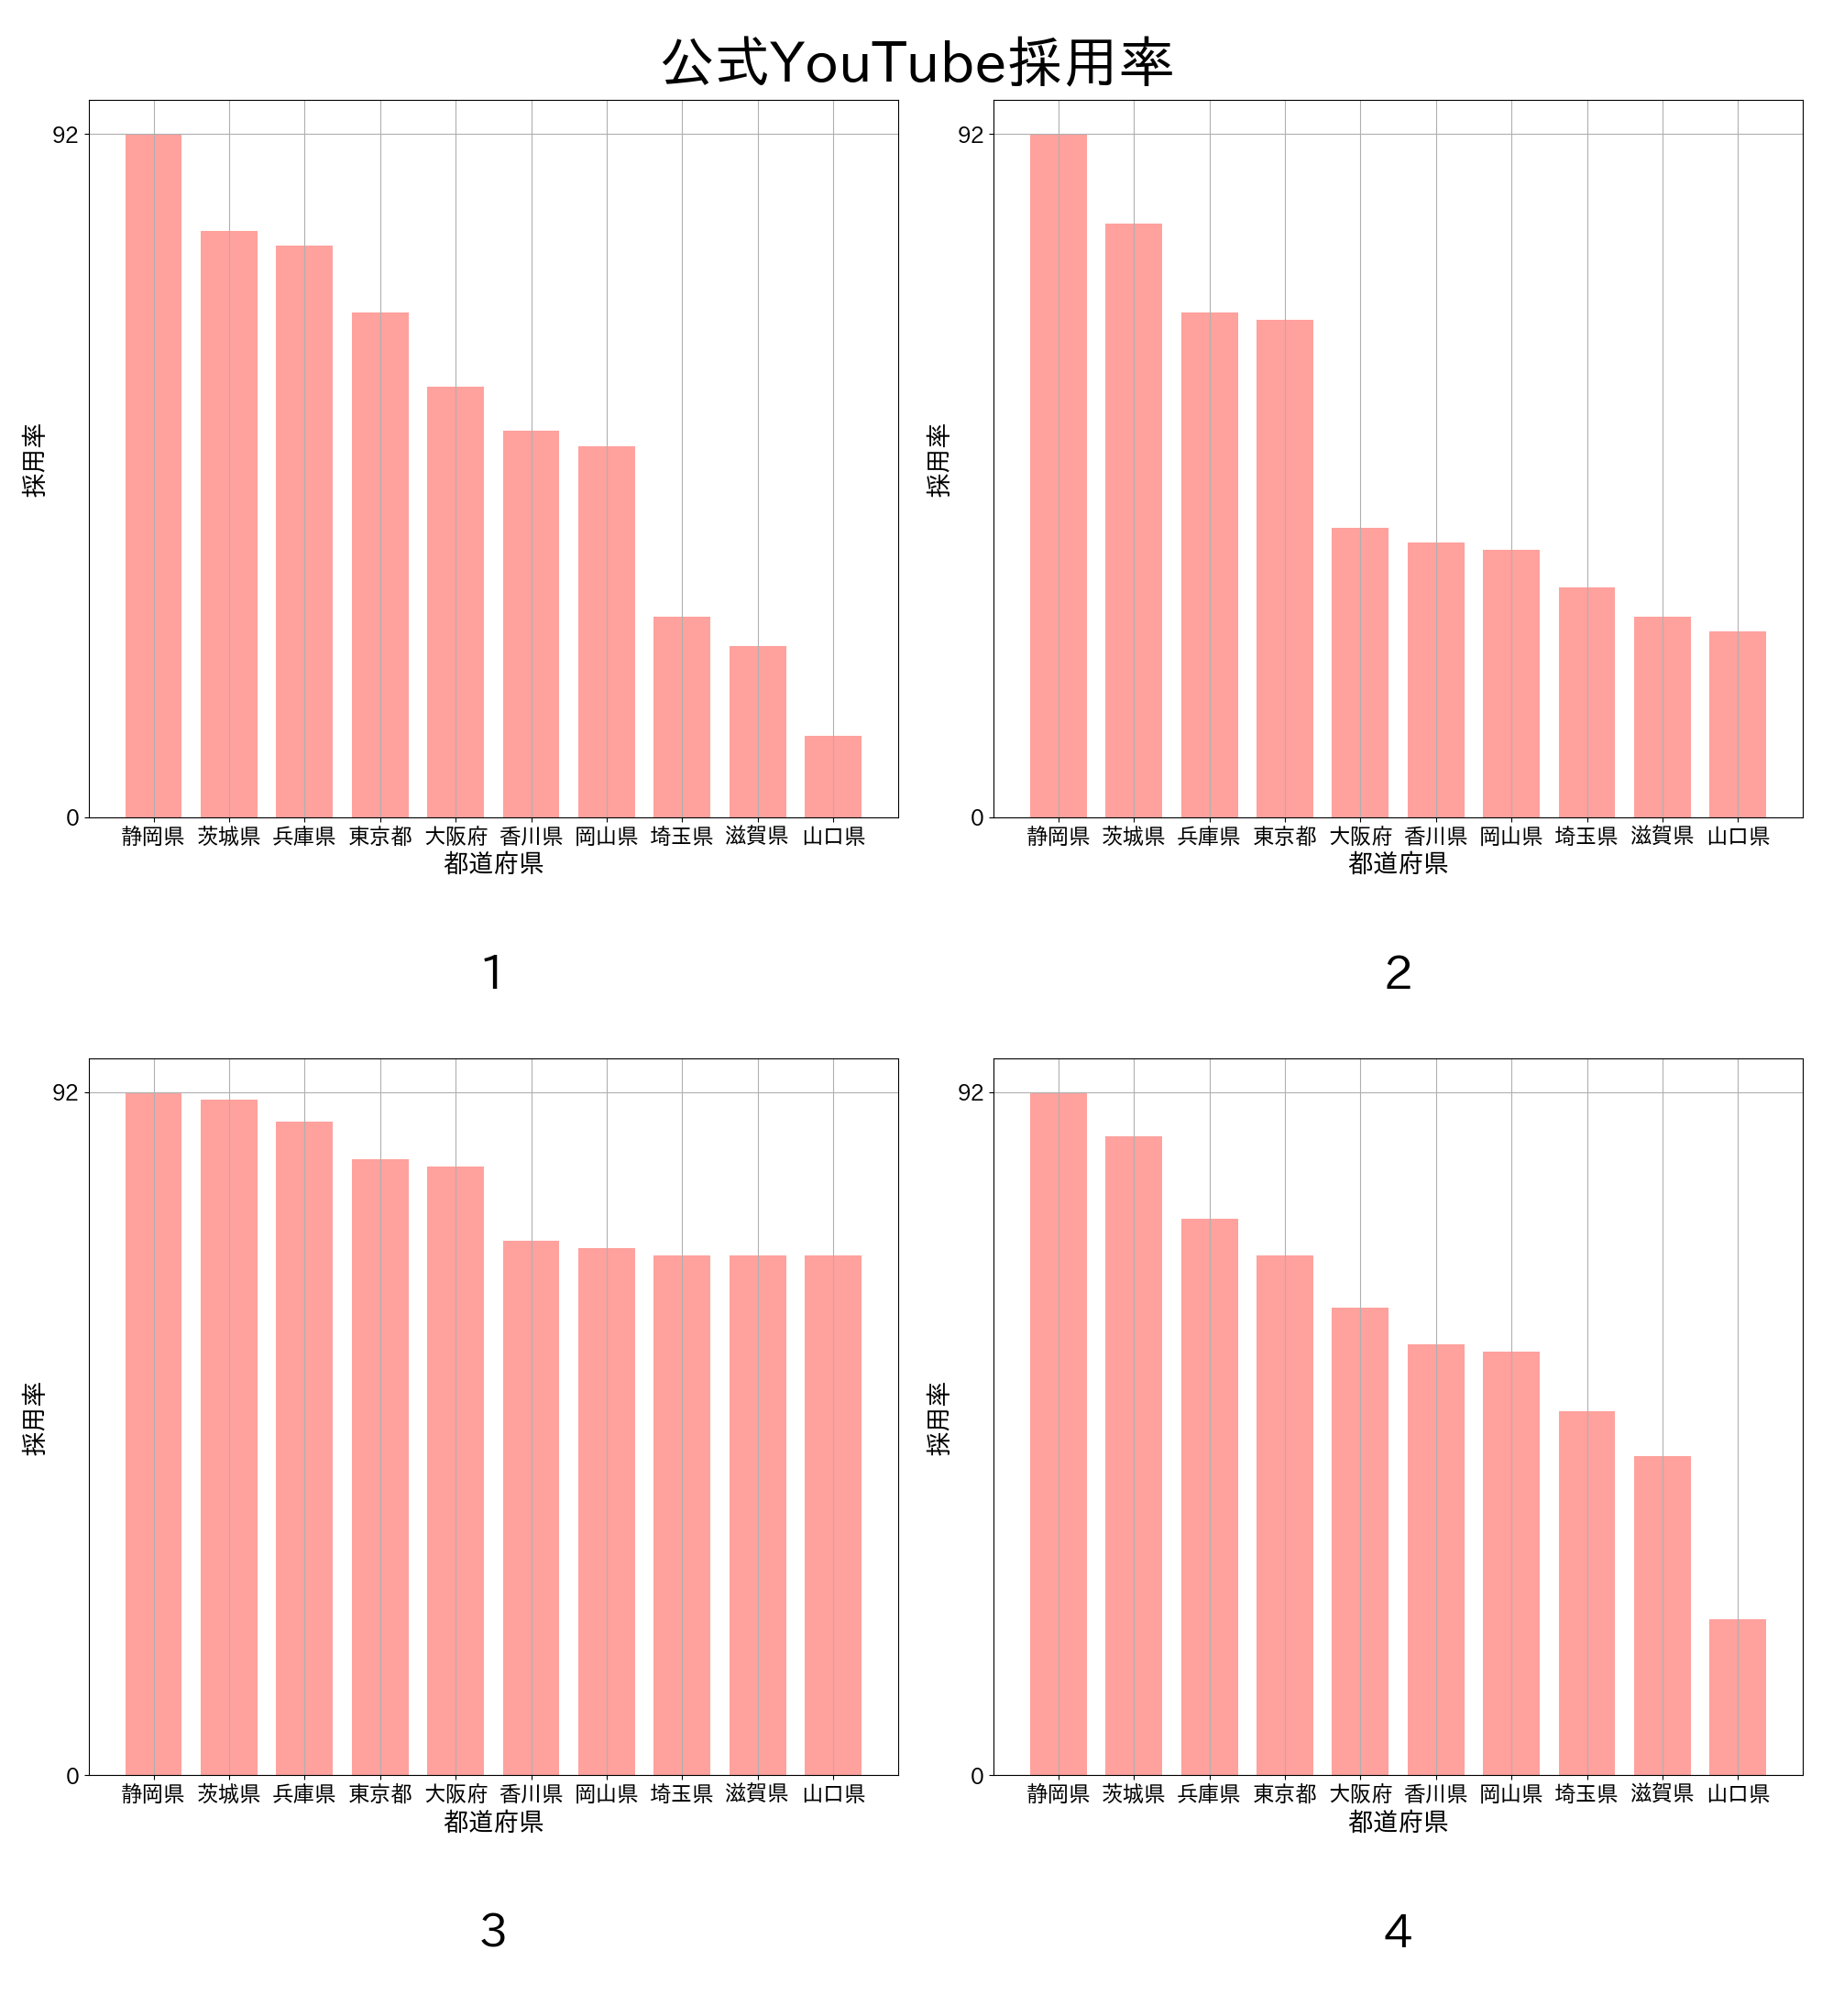 公式YouTube採用率
92
0
採用率
静岡県 茨城県 兵庫県 東京都 大阪府 香川県 岡山県 埼玉県 滋賀県 山口県
都道府県
1
92
0
採用率
静岡県 茨城県 兵庫県 東京都 大阪府 香川県 岡山県 埼玉県 滋賀県 山口県
都道府県
2
92
0
採用率
静岡県 茨城県 兵庫県 東京都 大阪府 香川県 岡山県 埼玉県 滋賀県 山口県
都道府県
3
92
0
採用率
静岡県 茨城県 兵庫県 東京都 大阪府 香川県 岡山県 埼玉県 滋賀県 山口県
都道府県
4